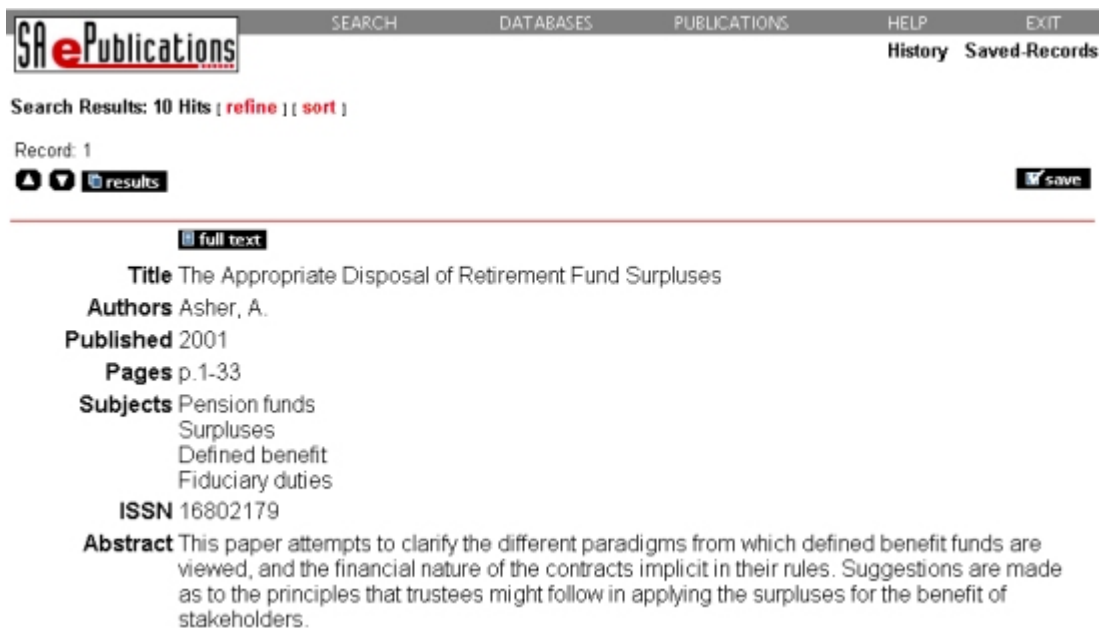 SA ePublications
SEARCH DATABASES PUBLICATIONS HELP EXIT
History Saved-Records
Search Results: 10 Hits [ refine ] [ sort ]
Record: 1
results save
full text
Title The Appropriate Disposal of Retirement Fund Surpluses
Authors Asher, A.
Published 2001
Pages p.1-33
Subjects Pension funds
Surpluses
Defined benefit
Fiduciary duties
ISSN 16802179
Abstract This paper attempts to clarify the different paradigms from which defined benefit funds are
viewed, and the financial nature of the contracts implicit in their rules. Suggestions are made
as to the principles that trustees might follow in applying the surpluses for the benefit of
stakeholders.